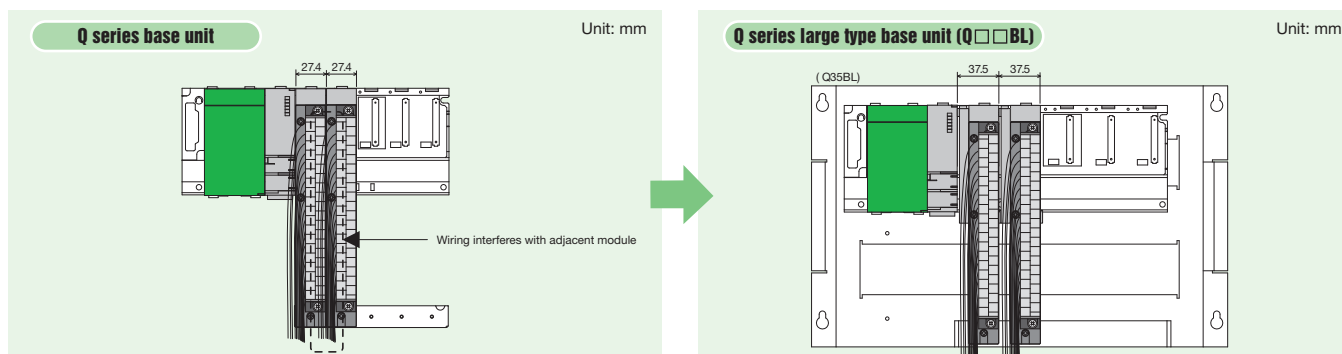 Q series base unit
Unit: mm
27.4 27.4
Wiring interferes with adjacent module
Q series large type base unit (Q□□BL)
Unit: mm
( Q35BL)
37.5 37.5